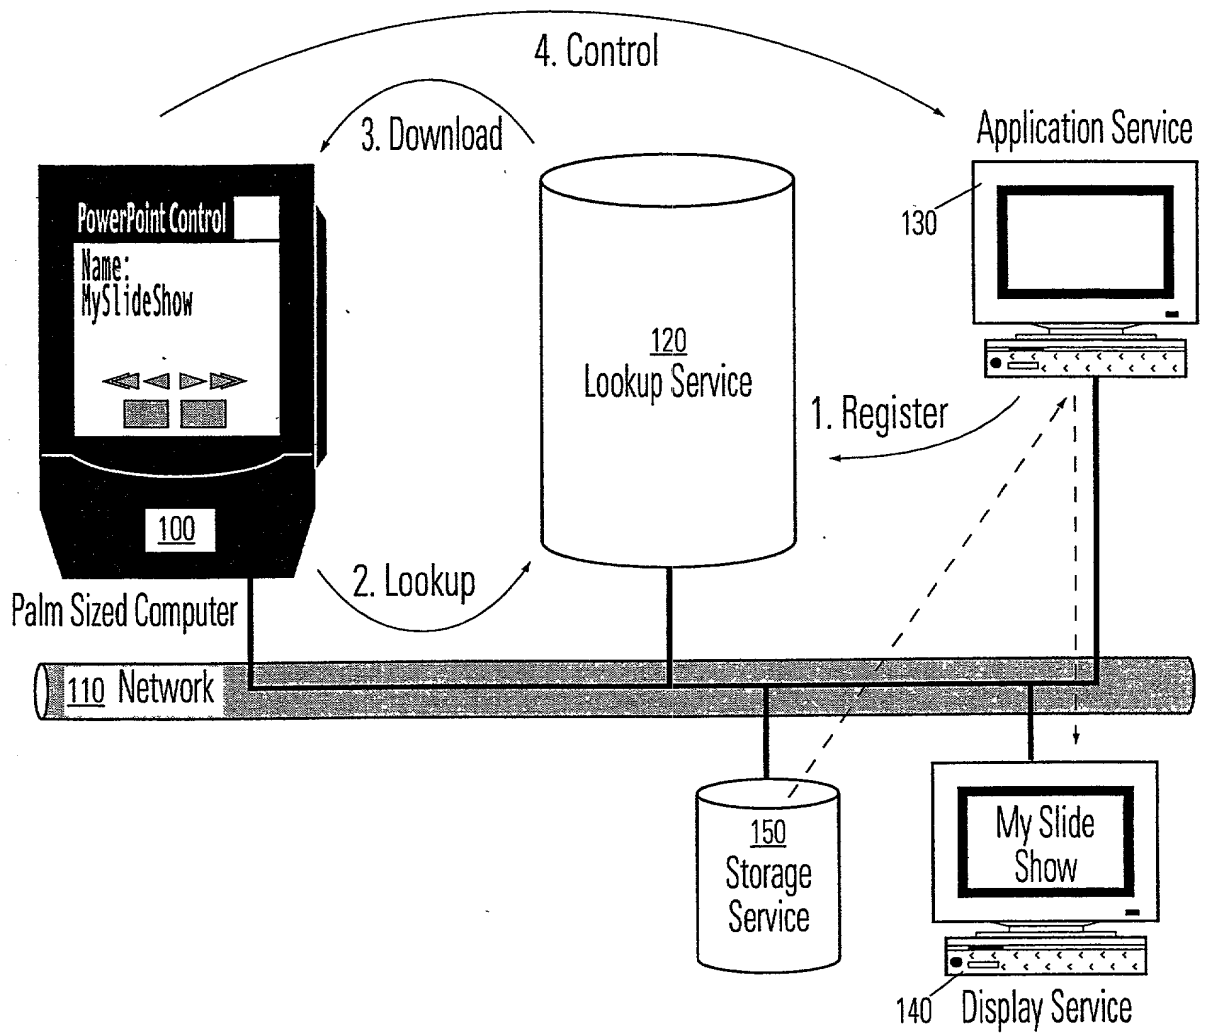 4. Control
3. Download
Application Service
130
PowerPoint Control
Name:
MySlideShow
120
Lookup Service
1. Register
100
2. Lookup
Palm Sized Computer
110 Network
150
Storage
Service
My Slide
Show
140
Display Service